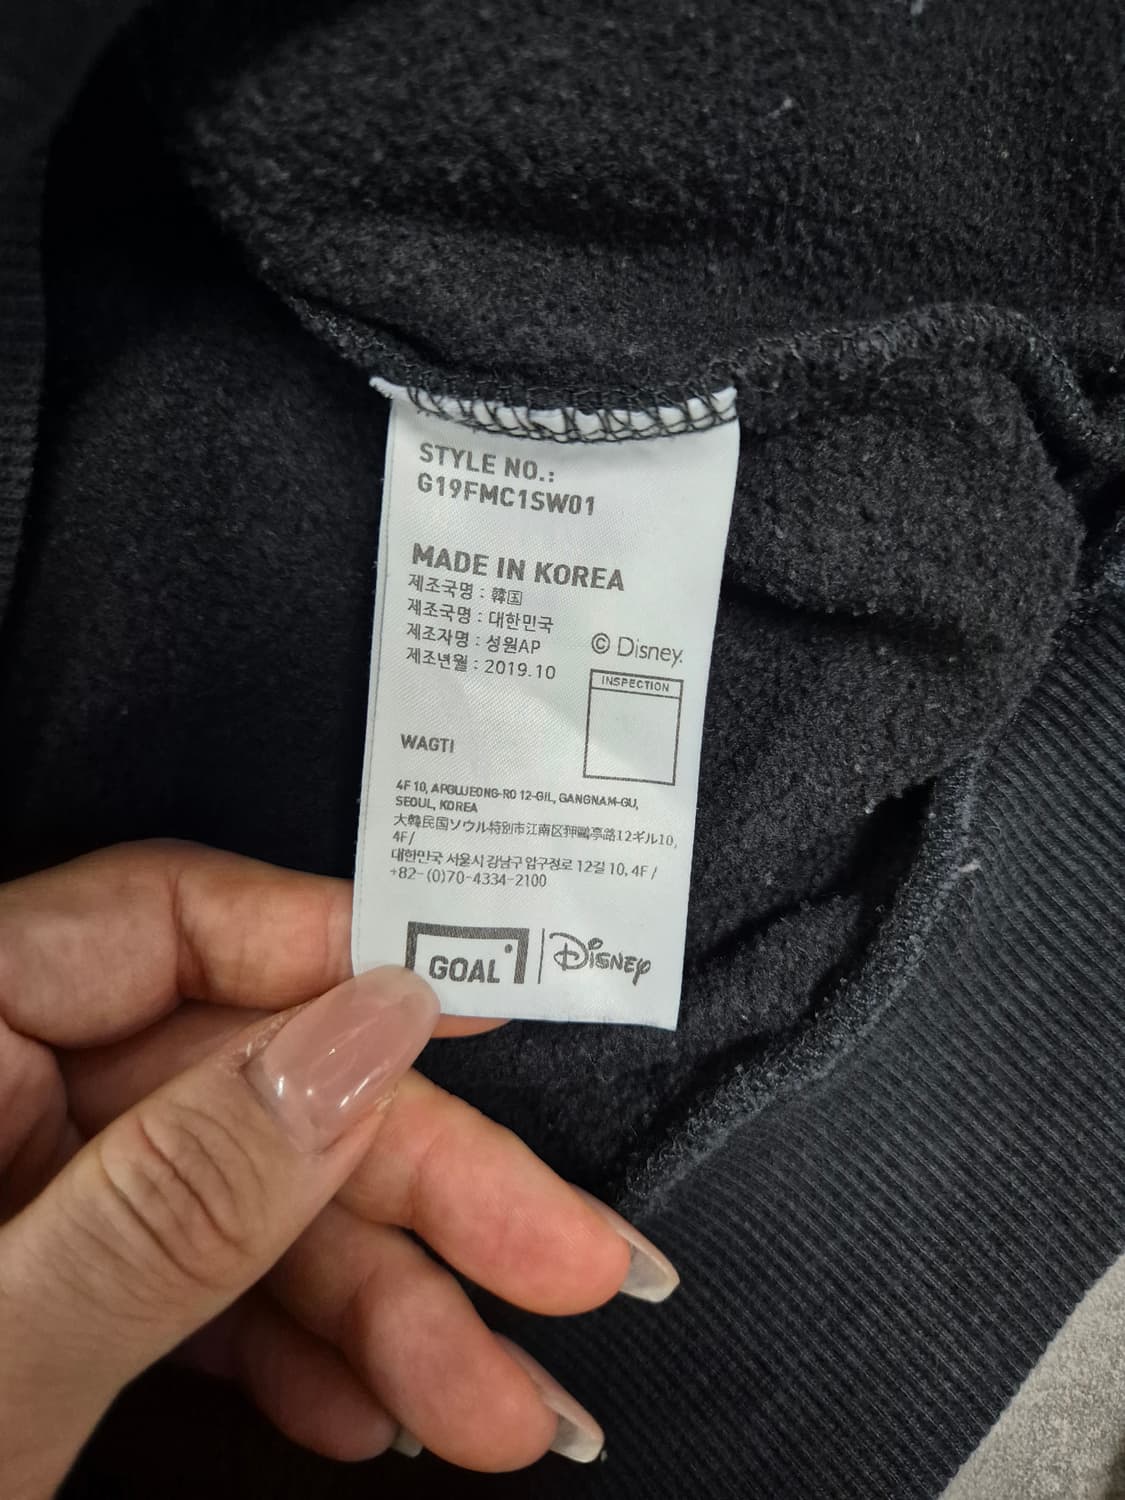 STYLE NO.:
G19FMC1SW01
MADE IN KOREA
제조국명 : 韓国
제조국명 : 대한민국
제조자명 : 성원AP
제조년월 : 2019.10
© Disney.
INSPECTION
WAGTI
4F 10, APGUJEONG-RO 12-GIL, GANGNAM-GU,
SEOUL, KOREA
大韓民国ソウル特別市江南区狎鷗亭路12ギル10,
4F/
대한민국 서울시 강남구 압구정로 12길 10, 4F /
+82-(0)70-4334-2100
GOAL
Disney